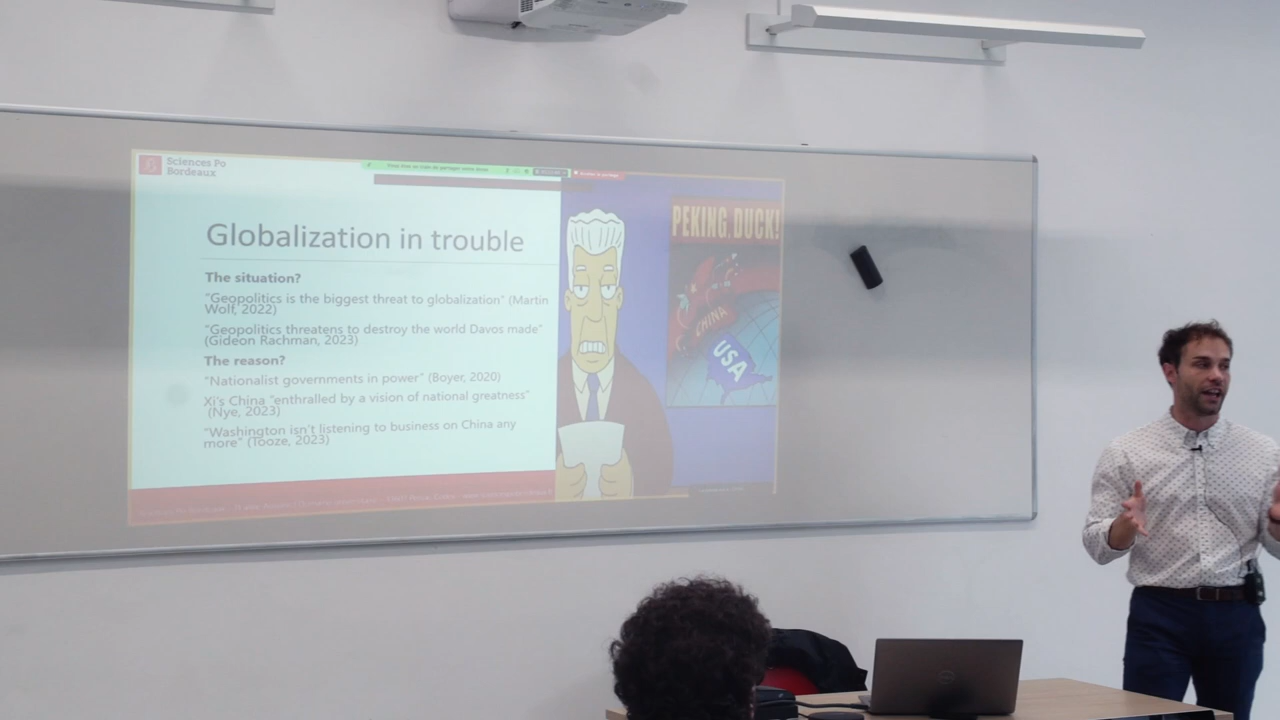 Sciences Po
Bordeaux
Globalization in trouble
The situation?
"Geopolitics is the biggest threat to globalization" (Martin
Wolf, 2022)
"Geopolitics threatens to destroy the world Davos made"
(Gideon Rachman, 2023)
The reason?
"Nationalist governments in power" (Boyer, 2020)
Xi's China "enthralled by a vision of national greatness"
(Nye, 2023)
"Washington isn't listening to business on China any
more" (Tooze, 2023)
PEKING DUCK!
CHINA
USA